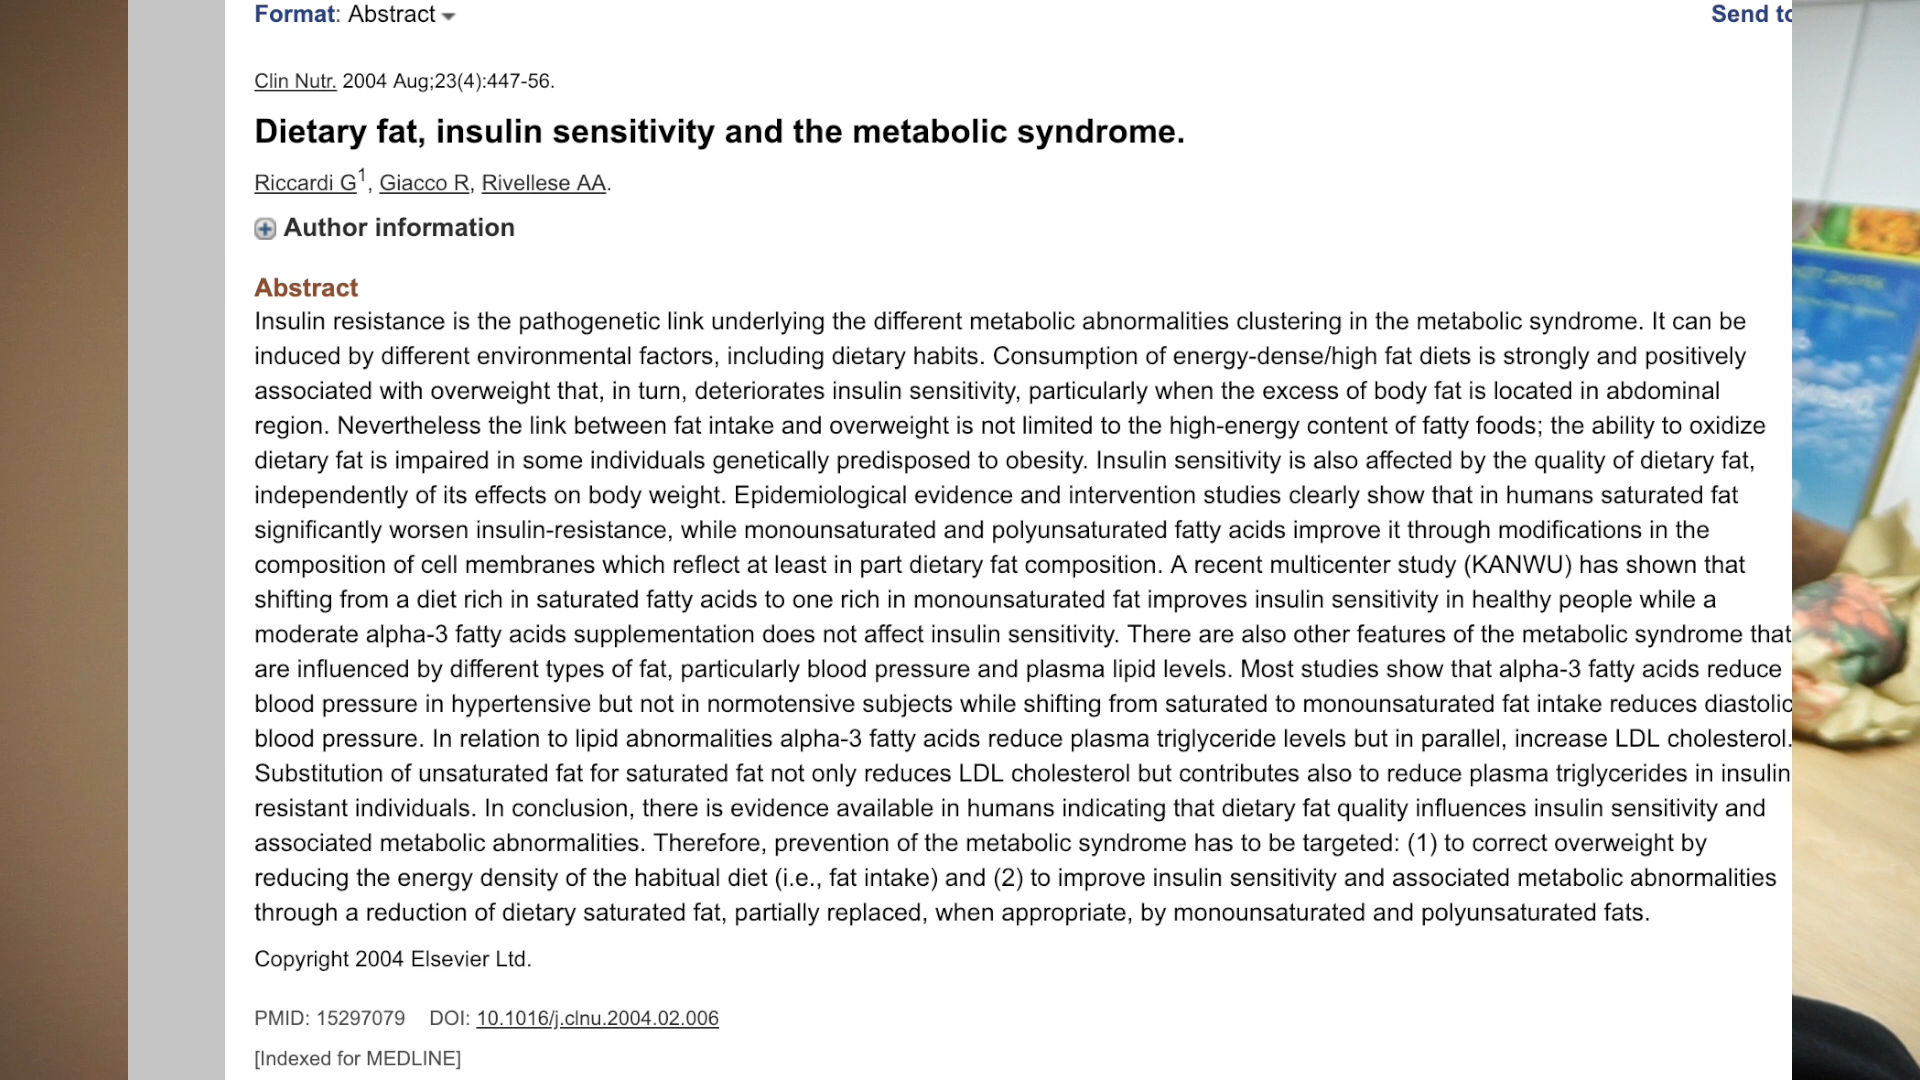 Format: Abstract
Send to
Clin Nutr. 2004 Aug;23(4):447-56.
Dietary fat, insulin sensitivity and the metabolic syndrome.
Riccardi G1, Giacco R, Rivellese AA.
Author information
Abstract
Insulin resistance is the pathogenetic link underlying the different metabolic abnormalities clustering in the metabolic syndrome. It can be
induced by different environmental factors, including dietary habits. Consumption of energy-dense/high fat diets is strongly and positively
associated with overweight that, in turn, deteriorates insulin sensitivity, particularly when the excess of body fat is located in abdominal
region. Nevertheless the link between fat intake and overweight is not limited to the high-energy content of fatty foods; the ability to oxidize
dietary fat is impaired in some individuals genetically predisposed to obesity. Insulin sensitivity is also affected by the quality of dietary fat,
independently of its effects on body weight. Epidemiological evidence and intervention studies clearly show that in humans saturated fat
significantly worsen insulin-resistance, while monounsaturated and polyunsaturated fatty acids improve it through modifications in the
composition of cell membranes which reflect at least in part dietary fat composition. A recent multicenter study (KANWU) has shown that
shifting from a diet rich in saturated fatty acids to one rich in monounsaturated fat improves insulin sensitivity in healthy people while a
moderate alpha-3 fatty acids supplementation does not affect insulin sensitivity. There are also other features of the metabolic syndrome that
are influenced by different types of fat, particularly blood pressure and plasma lipid levels. Most studies show that alpha-3 fatty acids reduce
blood pressure in hypertensive but not in normotensive subjects while shifting from saturated to monounsaturated fat intake reduces diastolic
blood pressure. In relation to lipid abnormalities alpha-3 fatty acids reduce plasma triglyceride levels but in parallel, increase LDL cholesterol.
Substitution of unsaturated fat for saturated fat not only reduces LDL cholesterol but contributes also to reduce plasma triglycerides in insulin
resistant individuals. In conclusion, there is evidence available in humans indicating that dietary fat quality influences insulin sensitivity and
associated metabolic abnormalities. Therefore, prevention of the metabolic syndrome has to be targeted: (1) to correct overweight by
reducing the energy density of the habitual diet (i.e., fat intake) and (2) to improve insulin sensitivity and associated metabolic abnormalities
through a reduction of dietary saturated fat, partially replaced, when appropriate, by monounsaturated and polyunsaturated fats.
Copyright 2004 Elsevier Ltd.
PMID: 15297079 DOI: 10.1016/j.clnu.2004.02.006
[Indexed for MEDLINE]